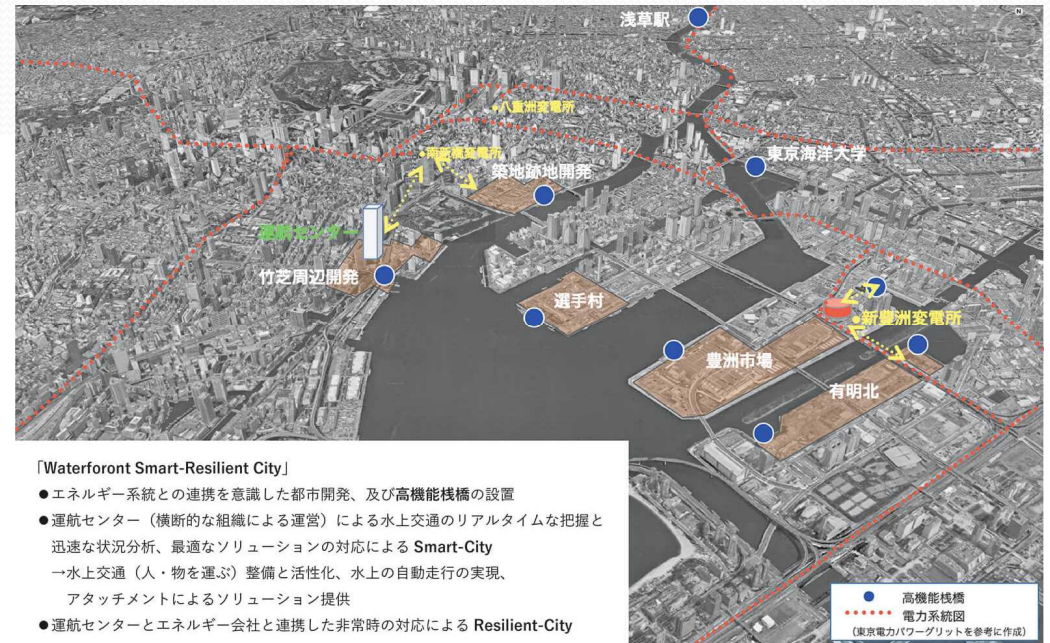 浅草駅
八重洲変電所
南新橋変電所
築地跡地開発
東京海洋大学
運航センター
竹芝周辺開発
選手村
新豊洲変電所
豊洲市場
有明北
「Waterforont Smart-Resilient City」
●エネルギー系統との連携を意識した都市開発、及び高機能桟橋の設置
●運航センター（横断的な組織による運営）による水上交通のリアルタイムな把握と
迅速な状況分析、最適なソリューションの対応による Smart-City
→水上交通（人・物を運ぶ）整備と活性化、水上の自動走行の実現、
アタッチメントによるソリューション提供
●運航センターとエネルギー会社と連携した非常時の対応による Resilient-City
高機能桟橋
電力系統図
（東京電力パワーグリットを参考に作成）
N